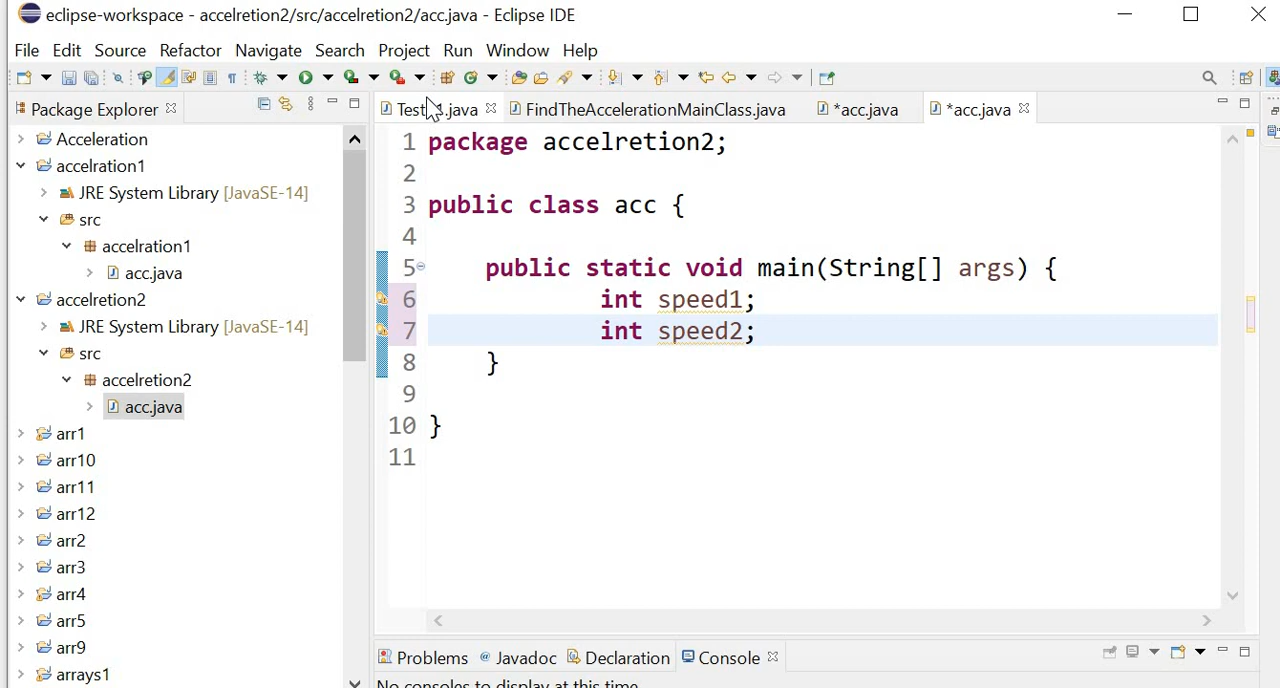 eclipse-workspace - accelretion2/src/accelretion2/acc.java - Eclipse IDE
File Edit Source Refactor Navigate Search Project Run Window Help
Package Explorer
FindTheAccelerationMainClass.java *acc.java *acc.java
Acceleration
accelration1
JRE System Library [JavaSE-14]
src
accelration1
acc.java
accelretion2
JRE System Library [JavaSE-14]
src
accelretion2
acc.java
arr1
arr10
arr11
arr12
arr2
arr3
arr4
arr5
arr9
arrays1
1 package accelretion2;
2
3 public class acc {
4
5 public static void main(String[] args) {
6 int speed1;
7 int speed2;
8 }
9
10 }
11
Problems Javadoc Declaration Console
No consoles to display at this time.